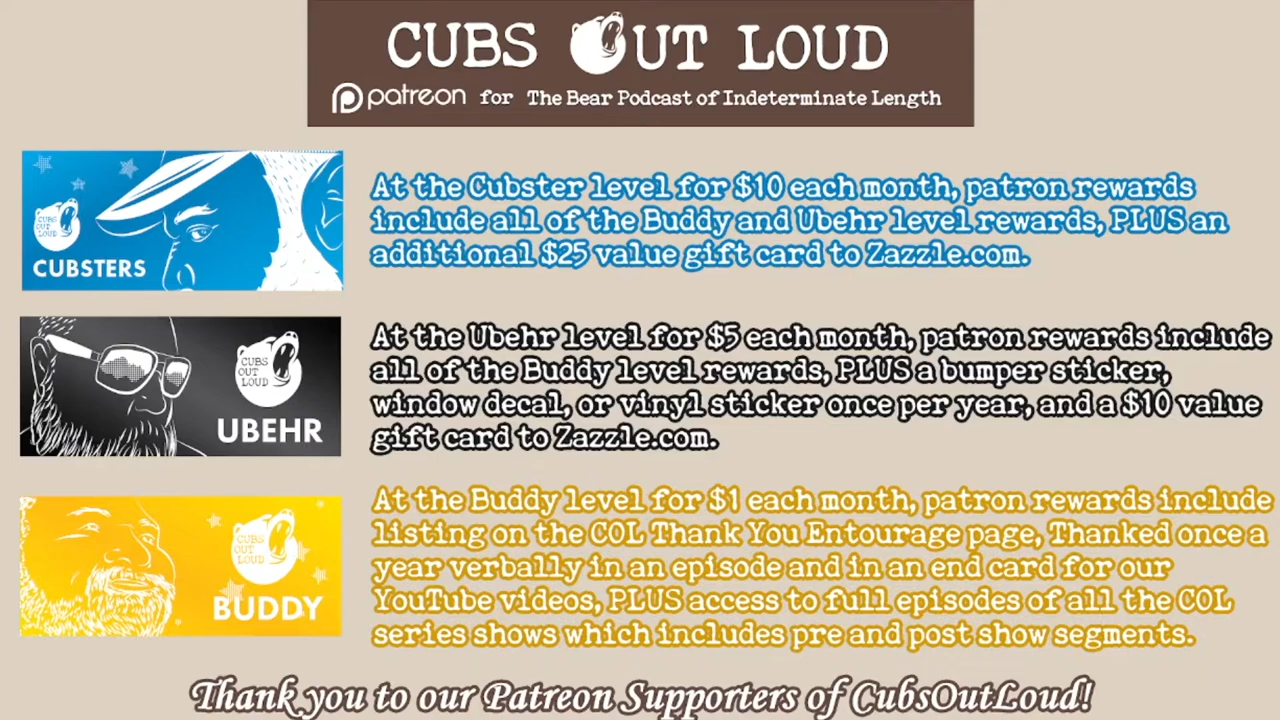 CUBS OUT LOUD
patreon for The Bear Podcast of Indeterminate Length
CUBS
OUT
LOUD
CUBSTERS
At the Cubster level for $10 each month, patron rewards
include all of the Buddy and Ubehr level rewards, PLUS an
additional $25 value gift card to Zazzle.com.
CUBS
OUT
LOUD
UBEHR
At the Ubehr level for $5 each month, patron rewards include
all of the Buddy level rewards, PLUS a bumper sticker,
window decal, or vinyl sticker once per year, and a $10 value
gift card to Zazzle.com.
CUBS
OUT
LOUD
BUDDY
At the Buddy level for $1 each month, patron rewards include
listing on the COL Thank You Entourage page, Thanked once a
year verbally in an episode and in an end card for our
YouTube videos, PLUS access to full episodes of all the COL
series shows which includes pre and post show segments.
Thank you to our Patreon Supporters of CubsOutLoud!